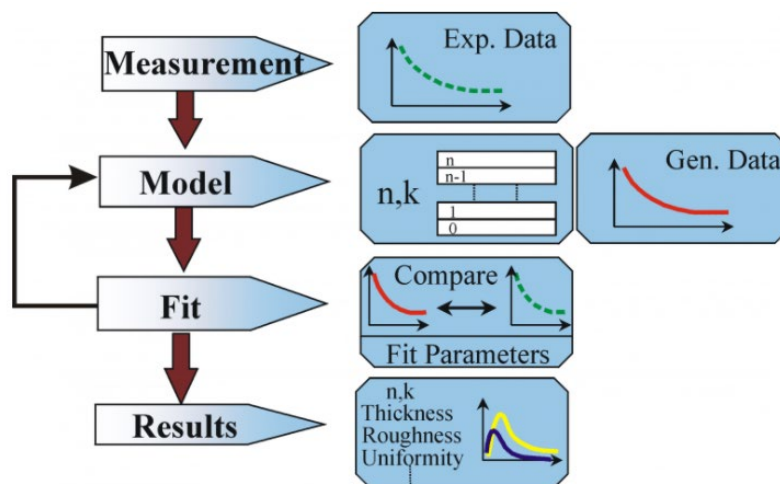 Measurement
Exp. Data
Model
n,k
n
n-1
1
0
Gen. Data
Fit
Compare
Fit Parameters
Results
n,k
Thickness
Roughness
Uniformity